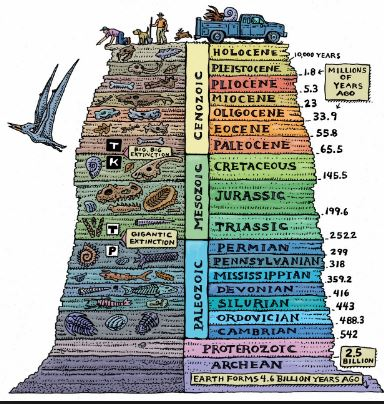 HOLOCENE
10,000 YEARS
PLEISTOCENE
1.8
MILLIONS
OF
YEARS
AGO
PLIOCENE
5.3
MIOCENE
23
OLIGOCENE
33.9
EOCENE
55.8
PALEOCENE
65.5
CENOZOIC
T
K
BIG, BIG
EXTINCTION
CRETACEOUS
145.5
JURASSIC
199.6
TRIASSIC
252.2
MESOZOIC
T
P
GIGANTIC
EXTINCTION
PERMIAN
299
PENNSYLVANIAN
318
MISSISSIPPIAN
359.2
DEVONIAN
416
SILURIAN
443
ORDOVICIAN
488.3
CAMBRIAN
542
PALEOZOIC
PROTEROZOIC
2.5
BILLION
ARCHEAN
EARTH FORMS 4.6 BILLION YEARS AGO